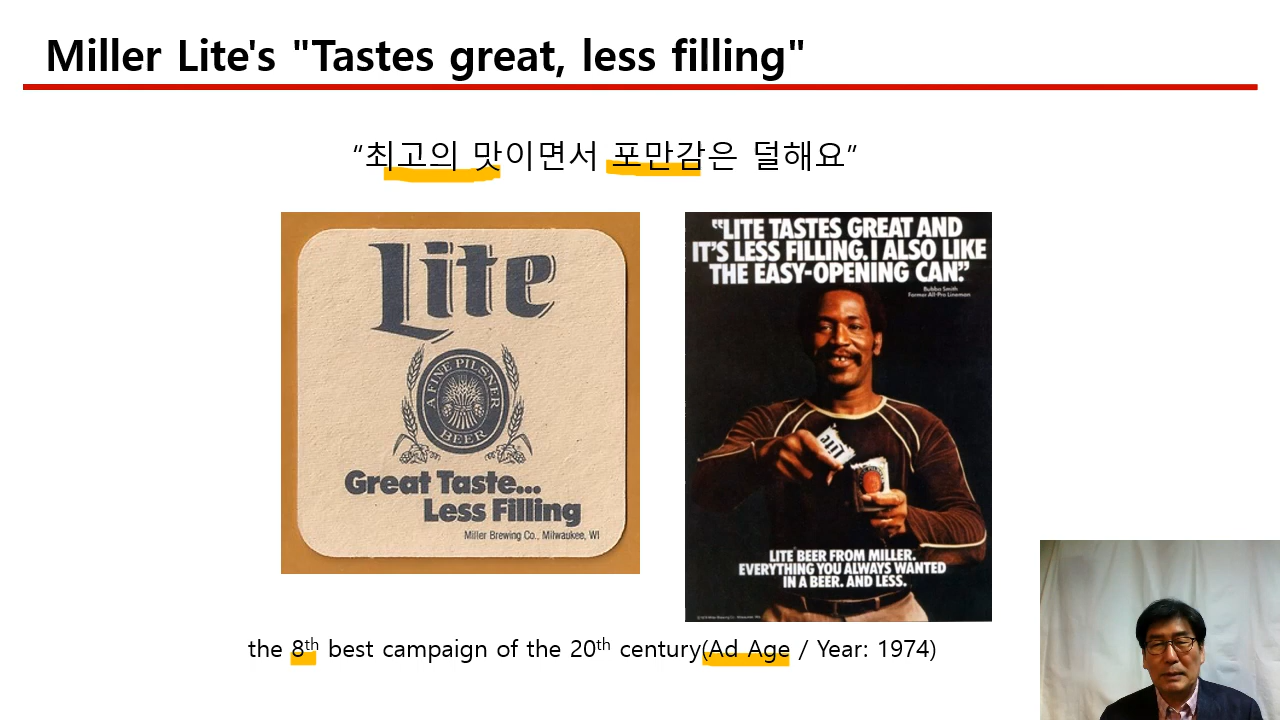 Miller Lite's "Tastes great, less filling"
“최고의 맛이면서 포만감은 덜해요”
Lite
A FINE PILSNER
BEER
Great Taste...
Less Filling
Miller Brewing Co., Milwaukee, WI
“LITE TASTES GREAT AND
IT'S LESS FILLING. I ALSO LIKE
THE EASY-OPENING CAN.”
Bubba Smith
Former All-Pro Lineman
Lite
LITE BEER FROM MILLER.
EVERYTHING YOU ALWAYS WANTED
IN A BEER. AND LESS.
the 8th best campaign of the 20th century(Ad Age / Year: 1974)